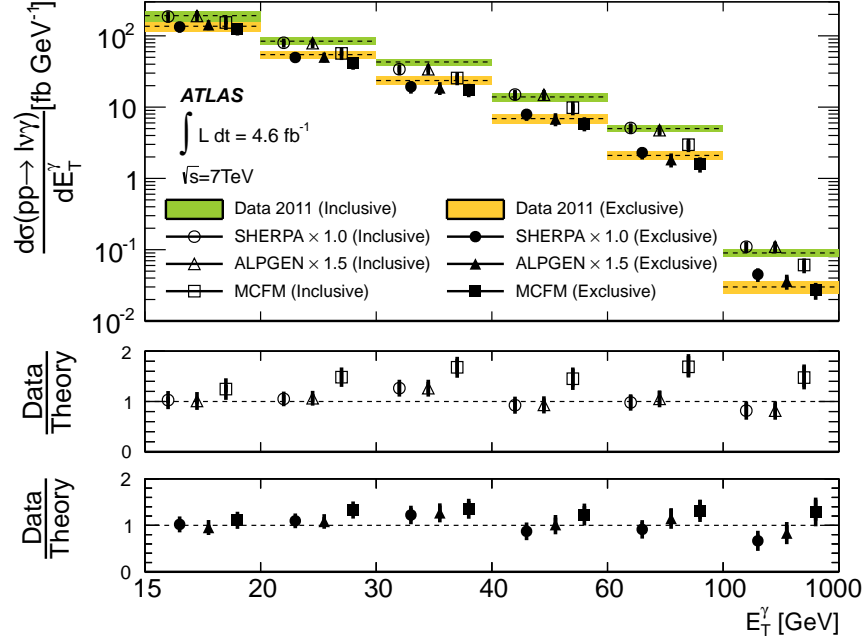 dσ(pp→ lνγ)
dE_T^γ
[fb GeV⁻¹]
10²
10
1
10⁻¹
10⁻²
ATLAS
∫ L dt = 4.6 fb⁻¹
√s=7TeV
Data 2011 (Inclusive)
Data 2011 (Exclusive)
SHERPA × 1.0 (Inclusive)
SHERPA × 1.0 (Exclusive)
ALPGEN × 1.5 (Inclusive)
ALPGEN × 1.5 (Exclusive)
MCFM (Inclusive)
MCFM (Exclusive)
Data
Theory
2
1
0
Data
Theory
2
1
0
15 20 30 40 60 100 1000
E_T^γ [GeV]